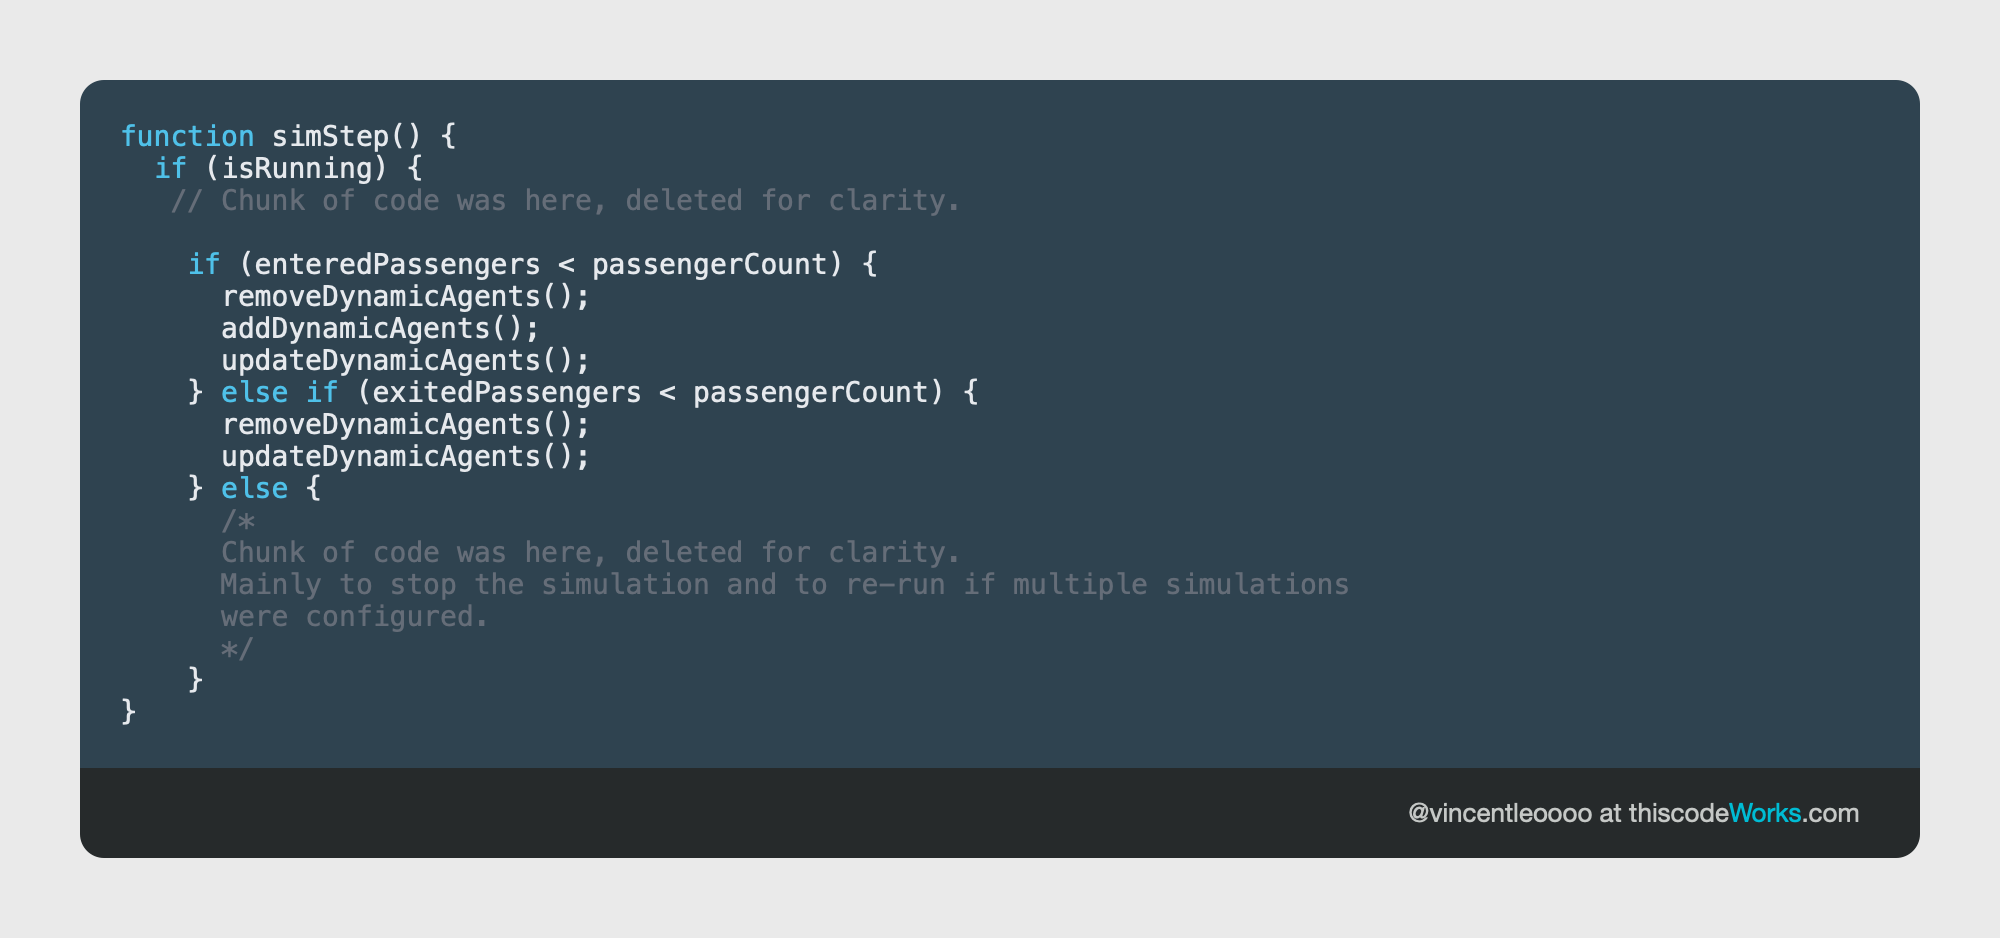 function simStep() {
  if (isRunning) {
   // Chunk of code was here, deleted for clarity.

    if (enteredPassengers < passengerCount) {
      removeDynamicAgents();
      addDynamicAgents();
      updateDynamicAgents();
    } else if (exitedPassengers < passengerCount) {
      removeDynamicAgents();
      updateDynamicAgents();
    } else {
      /*
      Chunk of code was here, deleted for clarity.
      Mainly to stop the simulation and to re-run if multiple simulations
      were configured.
      */
    }
}
@vincentleoooo at thiscodeWorks.com